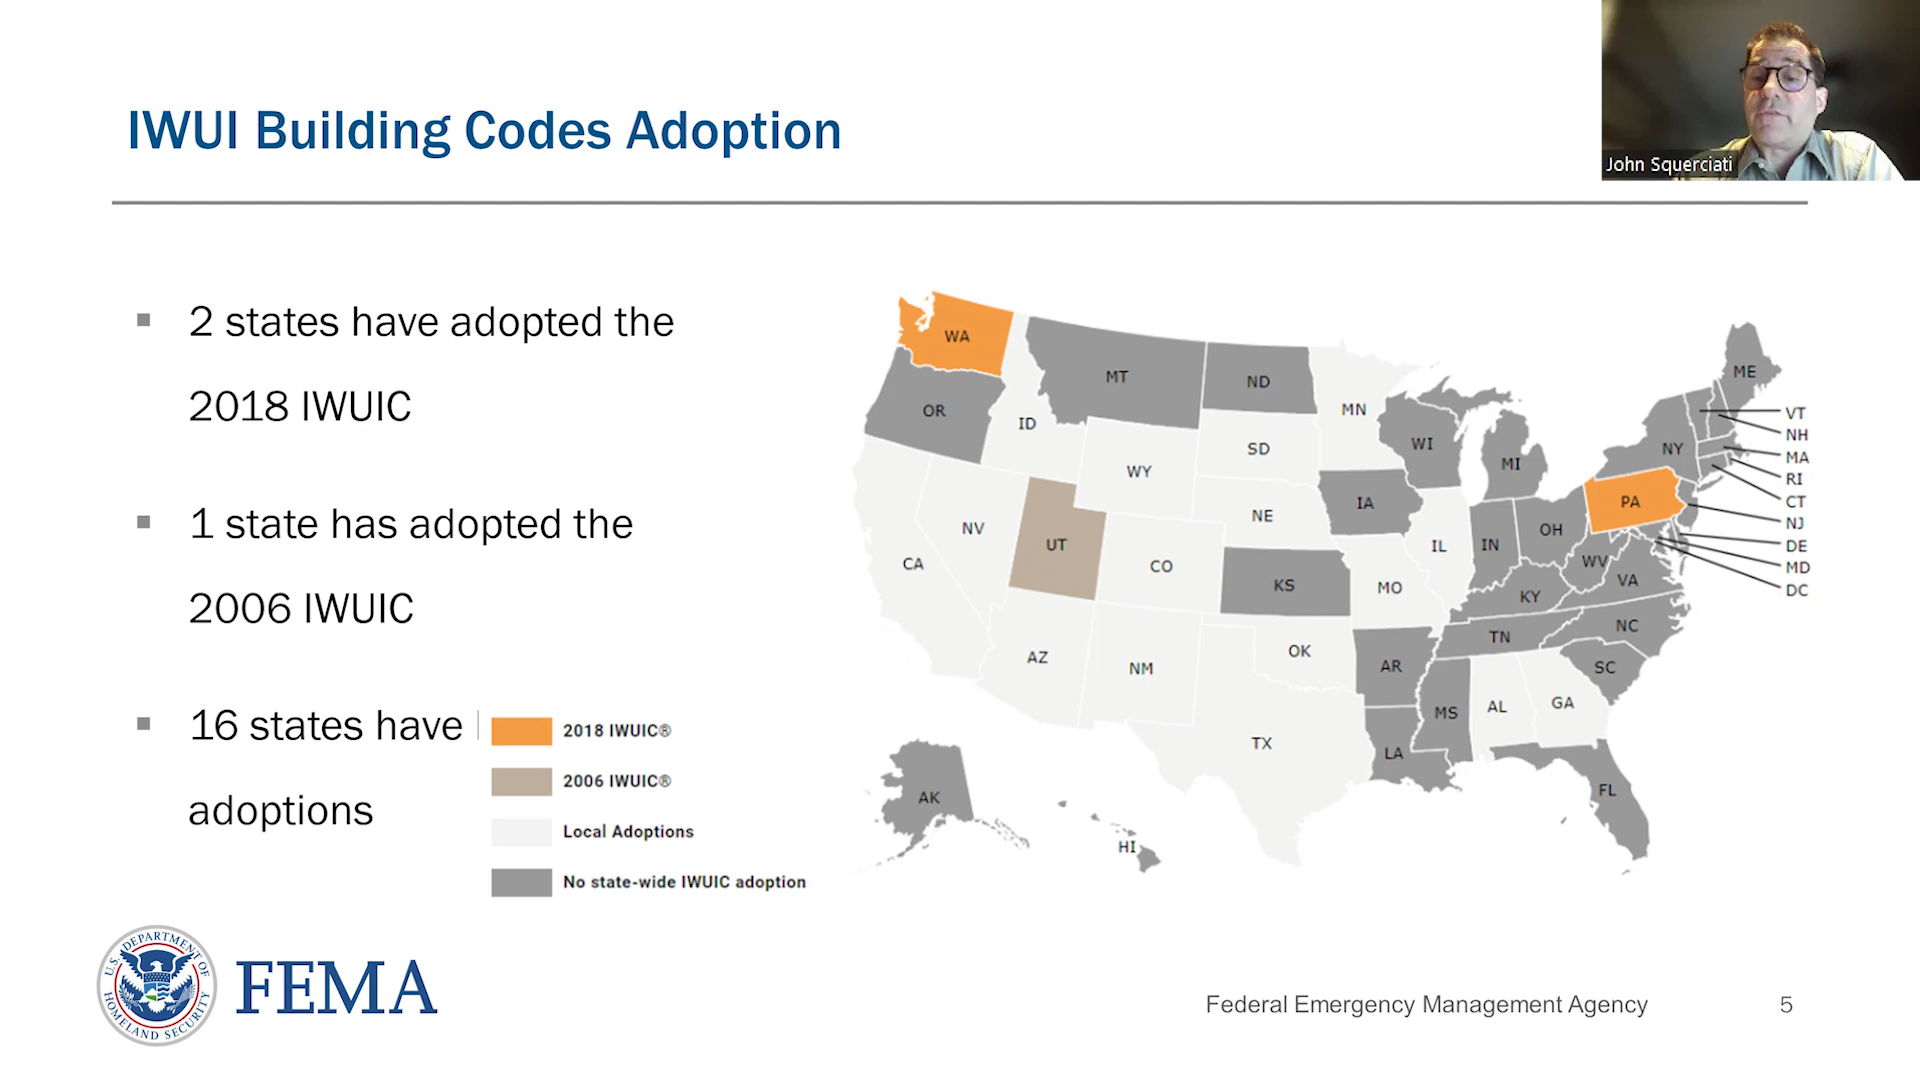 IWUI Building Codes Adoption
John Squerciati
2 states have adopted the
2018 IWUIC
1 state has adopted the
2006 IWUIC
16 states have
adoptions
2018 IWUIC®
2006 IWUIC®
Local Adoptions
No state-wide IWUIC adoption
WA
MT
ND
MN
ME
OR
ID
SD
WI
MI
NY
VT
NH
MA
RI
CT
NJ
DE
MD
DC
WY
IA
PA
NV
UT
NE
IL
IN
OH
CA
CO
KS
MO
WV
VA
KY
AZ
NM
OK
AR
TN
NC
SC
TX
LA
MS
AL
GA
FL
AK
HI
U.S. DEPARTMENT OF
HOMELAND SECURITY
FEMA
Federal Emergency Management Agency
5